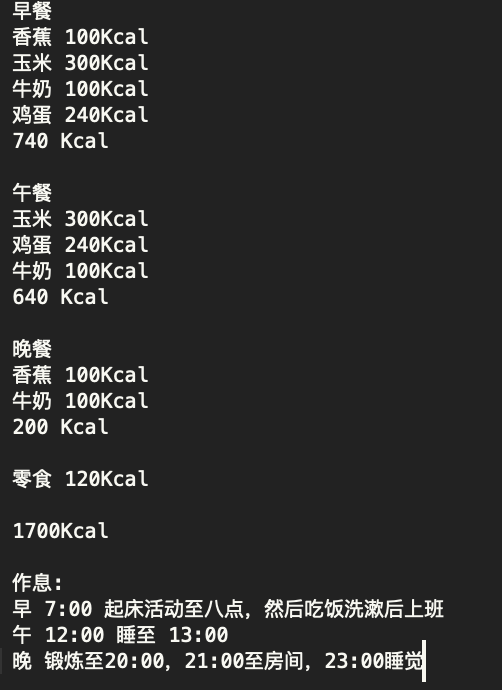 早餐
香蕉 100Kcal
玉米 300Kcal
牛奶 100Kcal
鸡蛋 240Kcal
740 Kcal
午餐
玉米 300Kcal
鸡蛋 240Kcal
牛奶 100Kcal
640 Kcal
晚餐
香蕉 100Kcal
牛奶 100Kcal
200 Kcal
零食 120Kcal
1700Kcal
作息:
早 7:00 起床活动至八点，然后吃饭洗漱后上班
午 12:00 睡至 13:00
晚 锻炼至20:00，21:00至房间，23:00睡觉